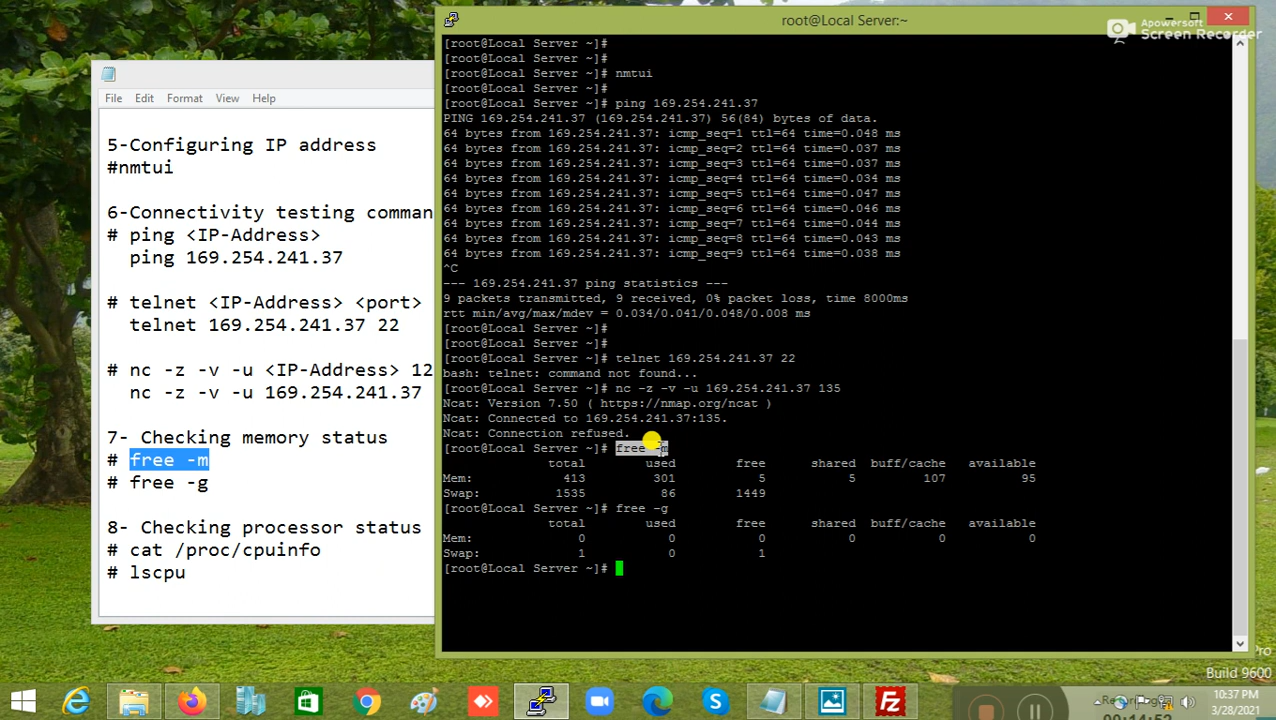 root@Local Server:~
Apowersoft
Screen Recorder
File Edit Format View Help
5-Configuring IP address
#nmtui
6-Connectivity testing comman
# ping <IP-Address>
ping 169.254.241.37
# telnet <IP-Address> <port>
telnet 169.254.241.37 22
# nc -z -v -u <IP-Address> 12
nc -z -v -u 169.254.241.37
7- Checking memory status
# free -m
# free -g
8- Checking processor status
# cat /proc/cpuinfo
# lscpu
[root@Local Server ~]#
[root@Local Server ~]#
[root@Local Server ~]# nmtui
[root@Local Server ~]#
[root@Local Server ~]# ping 169.254.241.37
PING 169.254.241.37 (169.254.241.37) 56(84) bytes of data.
64 bytes from 169.254.241.37: icmp_seq=1 ttl=64 time=0.048 ms
64 bytes from 169.254.241.37: icmp_seq=2 ttl=64 time=0.037 ms
64 bytes from 169.254.241.37: icmp_seq=3 ttl=64 time=0.037 ms
64 bytes from 169.254.241.37: icmp_seq=4 ttl=64 time=0.034 ms
64 bytes from 169.254.241.37: icmp_seq=5 ttl=64 time=0.047 ms
64 bytes from 169.254.241.37: icmp_seq=6 ttl=64 time=0.046 ms
64 bytes from 169.254.241.37: icmp_seq=7 ttl=64 time=0.044 ms
64 bytes from 169.254.241.37: icmp_seq=8 ttl=64 time=0.043 ms
64 bytes from 169.254.241.37: icmp_seq=9 ttl=64 time=0.038 ms
^C
--- 169.254.241.37 ping statistics ---
9 packets transmitted, 9 received, 0% packet loss, time 8000ms
rtt min/avg/max/mdev = 0.034/0.041/0.048/0.008 ms
[root@Local Server ~]#
[root@Local Server ~]#
[root@Local Server ~]# telnet 169.254.241.37 22
bash: telnet: command not found...
[root@Local Server ~]# nc -z -v -u 169.254.241.37 135
Ncat: Version 7.50 ( https://nmap.org/ncat )
Ncat: Connected to 169.254.241.37:135.
Ncat: Connection refused.
[root@Local Server ~]# free -m
total used free shared buff/cache available
Mem: 413 301 5 5 107 95
Swap: 1535 86 1449
[root@Local Server ~]# free -g
total used free shared buff/cache available
Mem: 0 0 0 0 0 0
Swap: 1 0 1
[root@Local Server ~]#
Pro
Build 9600
10:37 PM
3/28/2021